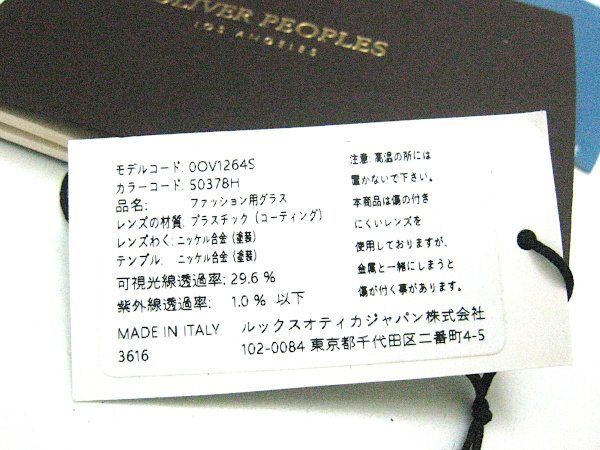 OLIVER PEOPLES
LOS ANGELES
モデルコード: 0OV1264S
カラーコード: 50378H
品名: ファッション用グラス
レンズの材質: プラスチック (コーティング)
レンズわく: ニッケル合金 (塗装)
テンプル: ニッケル合金 (塗装)
可視光線透過率: 29.6 %
紫外線透過率: 1.0 % 以下
MADE IN ITALY
3616
注意: 高温の所には
置かないで下さい。
本商品は傷の付き
にくいレンズを
使用しておりますが、
金属と一緒にしまうと
傷が付く事があります。
ルックスオティカジャパン株式会社
102-0084 東京都千代田区二番町4-5